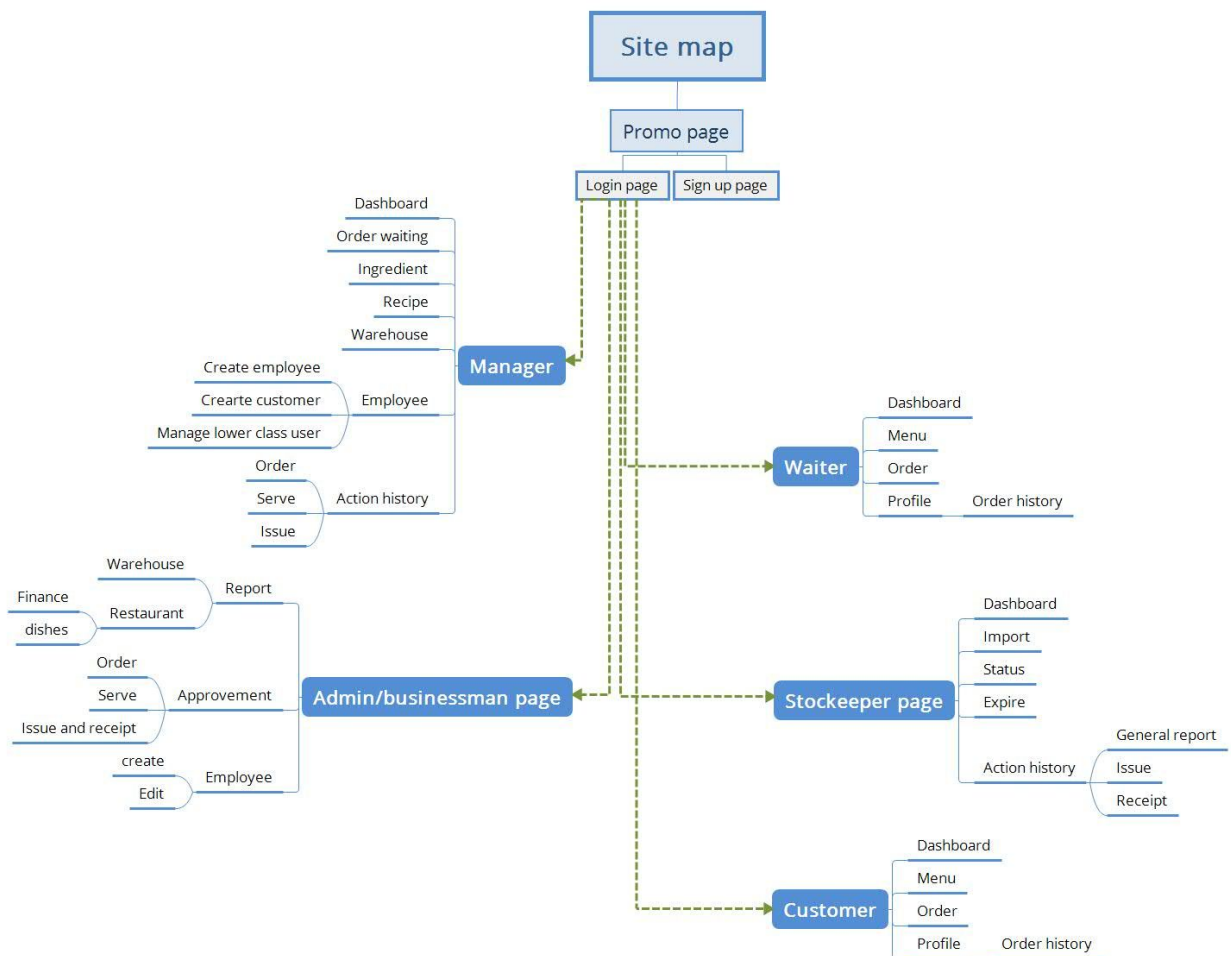 Site map
Promo page
Login page
Sign up page
Manager
Dashboard
Order waiting
Ingredient
Recipe
Warehouse
Employee
Create employee
Crearte customer
Manage lower class user
Action history
Order
Serve
Issue
Admin/businessman page
Report
Warehouse
Restaurant
Finance
dishes
Approvement
Order
Serve
Issue and receipt
Employee
create
Edit
Waiter
Dashboard
Menu
Order
Profile
Order history
Stockeeper page
Dashboard
Import
Status
Expire
Action history
General report
Issue
Receipt
Customer
Dashboard
Menu
Order
Profile
Order history